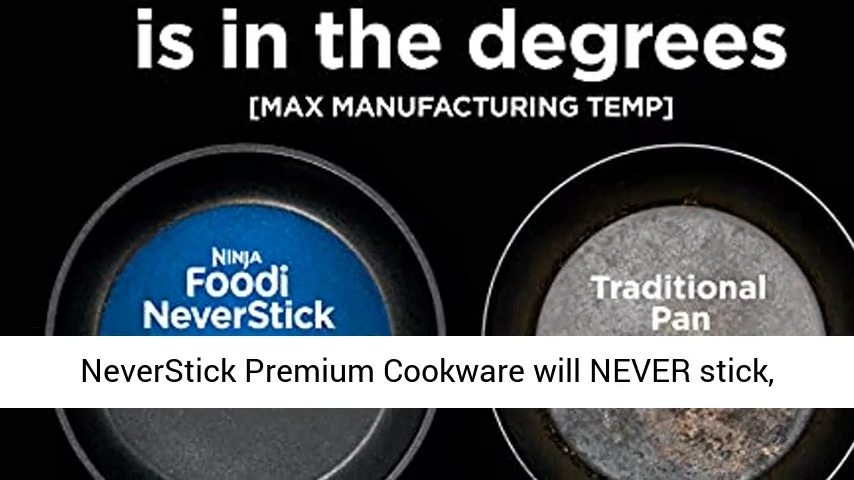 is in the degrees
[MAX MANUFACTURING TEMP]
NINJA
Foodi
NeverStick
Traditional
Pan
NeverStick Premium Cookware will NEVER stick,